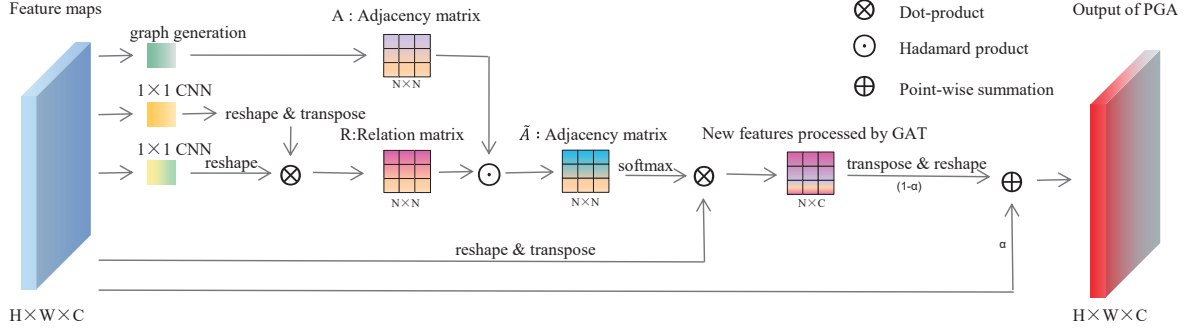 Feature maps
graph generation
A : Adjacency matrix
N×N
Dot-product
Hadamard product
Point-wise summation
Output of PGA
1×1 CNN
reshape & transpose
1×1 CNN
reshape
R:Relation matrix
N×N
Ã : Adjacency matrix
N×N
softmax
New features processed by GAT
N×C
transpose & reshape
(1-α)
reshape & transpose
α
H×W×C
H×W×C